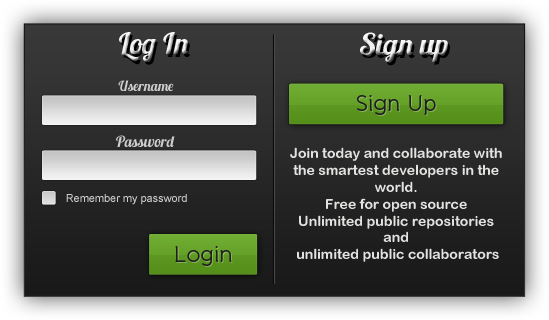 Log In
Username
Password
Remember my password
Login
Sign up
Sign Up
Join today and collaborate with
the smartest developers in the
world.
Free for open source
Unlimited public repositories
and
unlimited public collaborators